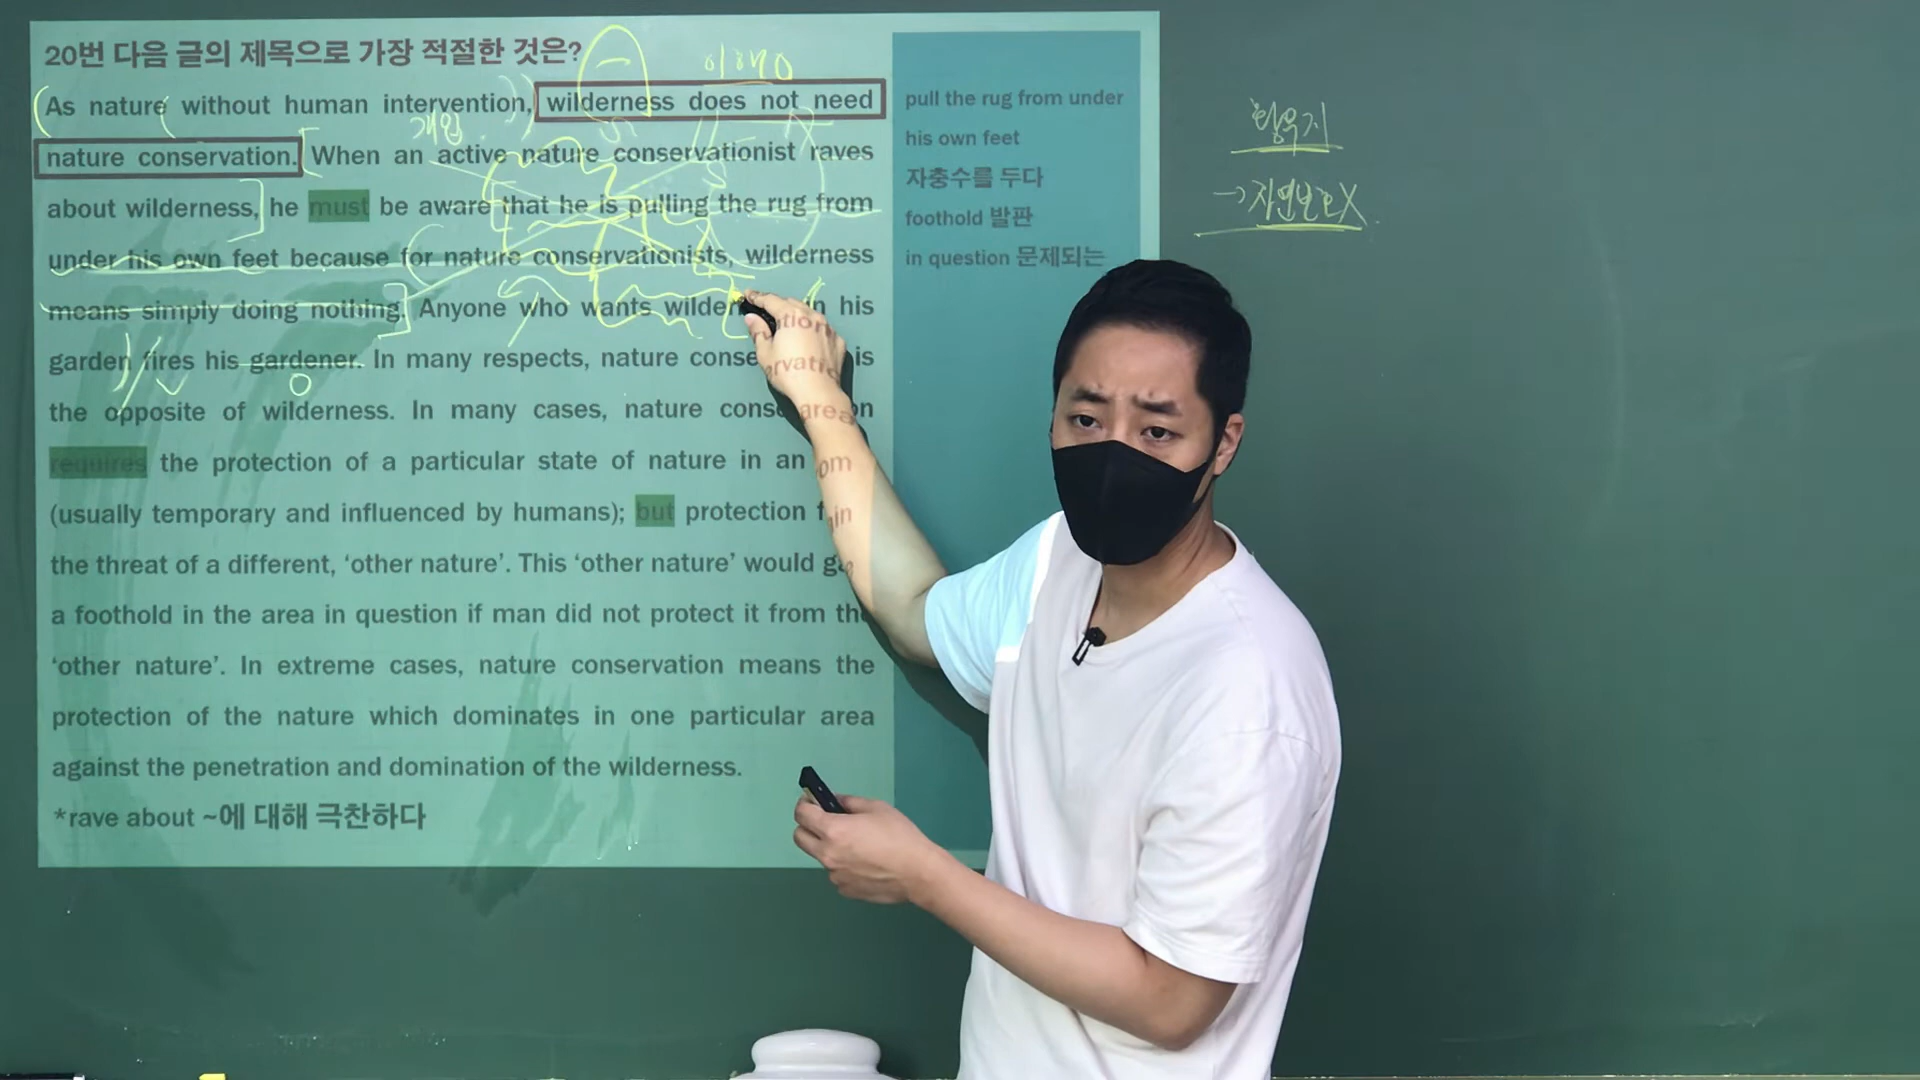 20번 다음 글의 제목으로 가장 적절한 것은?
이해 O
As nature without human intervention, wilderness does not need
개입
nature conservation. When an active nature conservationist raves
about wilderness, he must be aware that he is pulling the rug from
under his own feet because for nature conservationists, wilderness
means simply doing nothing. Anyone who wants in his
garden fires his gardener. In many respects, nature is
the opposite of wilderness. In many cases, nature
requires the protection of a particular state of nature in an
(usually temporary and influenced by humans); but protection
the threat of a different, ‘other nature’. This ‘other nature’ would
a foothold in the area in question if man did not protect it from
‘other nature’. In extreme cases, nature conservation means the
protection of the nature which dominates in one particular area
against the penetration and domination of the wilderness.
*rave about ~에 대해 극찬하다
pull the rug from under
his own feet
자충수를 두다
foothold 발판
in question 문제되는
황무지
→자연보호X